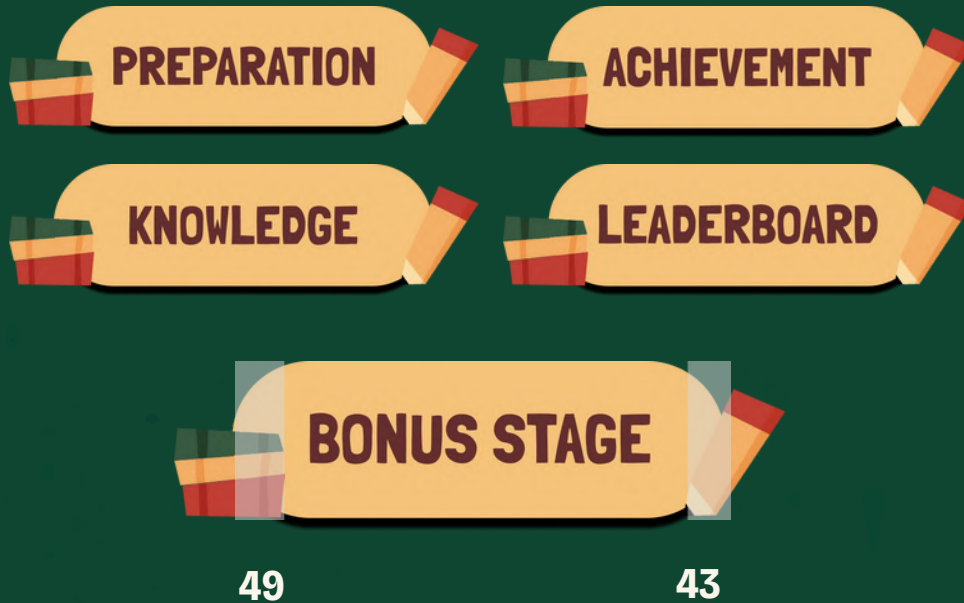 PREPARATION
ACHIEVEMENT
KNOWLEDGE
LEADERBOARD
BONUS STAGE
49
43